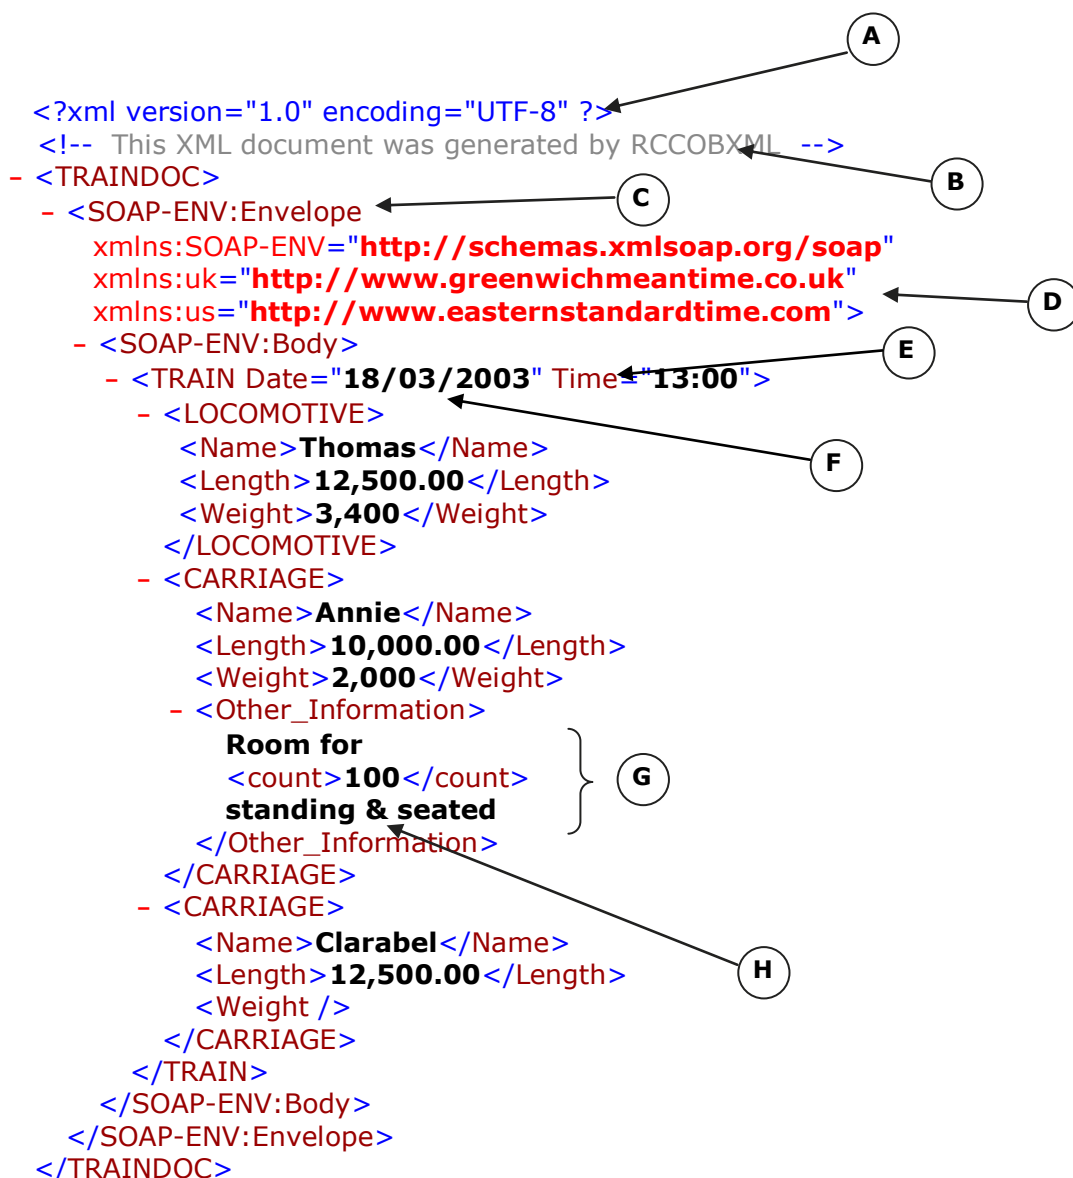 A
<?xml version="1.0" encoding="UTF-8" ?>
<!-- This XML document was generated by RCCOBXML -->
B
- <TRAINDOC>
C
- <SOAP-ENV:Envelope
xmlns:SOAP-ENV="http://schemas.xmlsoap.org/soap"
xmlns:uk="http://www.greenwichmeantime.co.uk"
D
xmlns:us="http://www.easternstandardtime.com">
- <SOAP-ENV:Body>
E
- <TRAIN Date="18/03/2003" Time="13:00">
- <LOCOMOTIVE>
<Name>Thomas</Name>
F
<Length>12,500.00</Length>
<Weight>3,400</Weight>
</LOCOMOTIVE>
- <CARRIAGE>
<Name>Annie</Name>
<Length>10,000.00</Length>
<Weight>2,000</Weight>
- <Other_Information>
Room for
<count>100</count>
G
standing & seated
</Other_Information>
</CARRIAGE>
- <CARRIAGE>
<Name>Clarabel</Name>
<Length>12,500.00</Length>
H
<Weight />
</CARRIAGE>
</TRAIN>
</SOAP-ENV:Body>
</SOAP-ENV:Envelope>
</TRAINDOC>